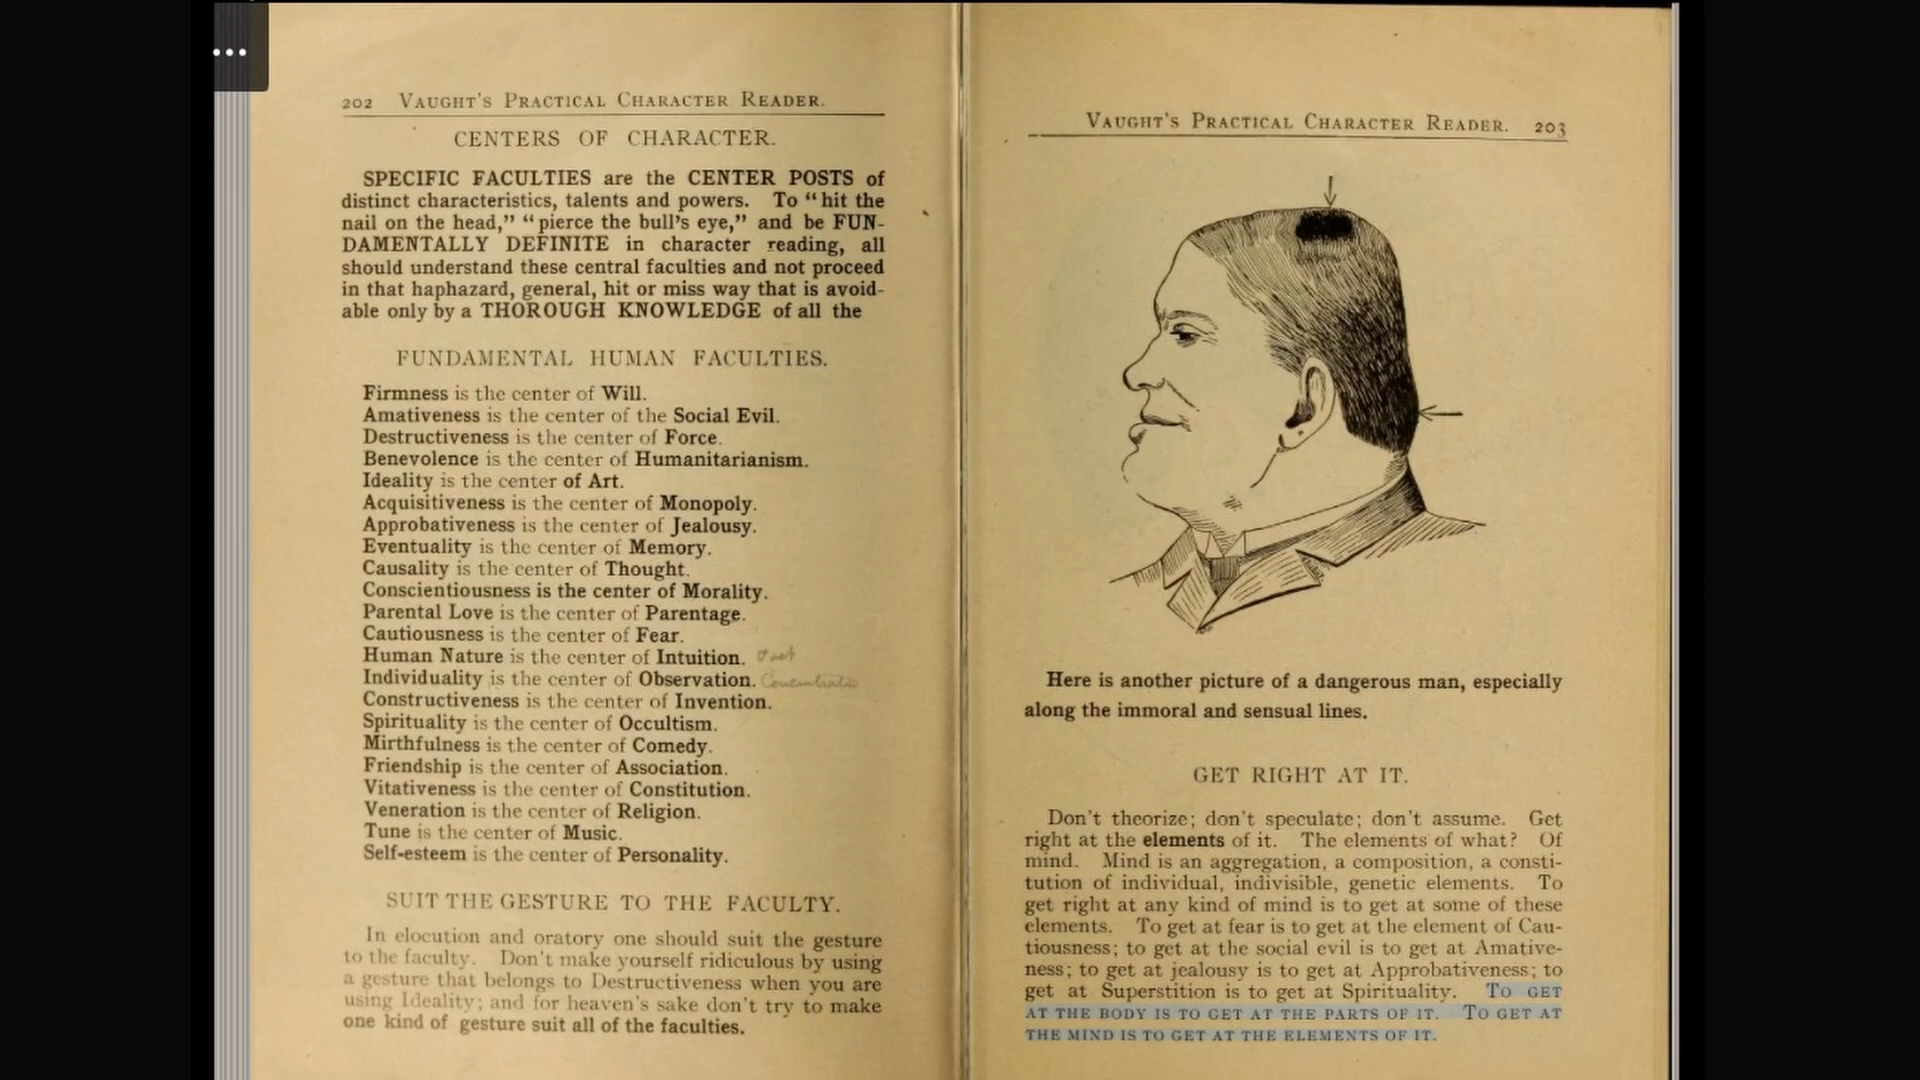 202 VAUGHT'S PRACTICAL CHARACTER READER.
CENTERS OF CHARACTER.
SPECIFIC FACULTIES are the CENTER POSTS of
distinct characteristics, talents and powers. To "hit the
nail on the head," "pierce the bull's eye," and be FUN-
DAMENTALLY DEFINITE in character reading, all
should understand these central faculties and not proceed
in that haphazard, general, hit or miss way that is avoid-
able only by a THOROUGH KNOWLEDGE of all the
FUNDAMENTAL HUMAN FACULTIES.
Firmness is the center of Will.
Amativeness is the center of the Social Evil.
Destructiveness is the center of Force.
Benevolence is the center of Humanitarianism.
Ideality is the center of Art.
Acquisitiveness is the center of Monopoly.
Approbativeness is the center of Jealousy.
Eventuality is the center of Memory.
Causality is the center of Thought.
Conscientiousness is the center of Morality.
Parental Love is the center of Parentage.
Cautiousness is the center of Fear.
Human Nature is the center of Intuition.
Individuality is the center of Observation.
Constructiveness is the center of Invention.
Spirituality is the center of Occultism.
Mirthfulness is the center of Comedy.
Friendship is the center of Association.
Vitativeness is the center of Constitution.
Veneration is the center of Religion.
Tune is the center of Music.
Self-esteem is the center of Personality.
SUIT THE GESTURE TO THE FACULTY.
In elocution and oratory one should suit the gesture
to the faculty. Don't make yourself ridiculous by using
a gesture that belongs to Destructiveness when you are
using Ideality; and for heaven's sake don't try to make
one kind of gesture suit all of the faculties.
VAUGHT'S PRACTICAL CHARACTER READER. 203
Here is another picture of a dangerous man, especially
along the immoral and sensual lines.
GET RIGHT AT IT.
Don't theorize; don't speculate; don't assume. Get
right at the elements of it. The elements of what? Of
mind. Mind is an aggregation, a composition, a consti-
tution of individual, indivisible, genetic elements. To
get right at any kind of mind is to get at some of these
elements. To get at fear is to get at the element of Cau-
tiousness; to get at the social evil is to get at Amative-
ness; to get at jealousy is to get at Approbativeness; to
get at Superstition is to get at Spirituality. TO GET
AT THE BODY IS TO GET AT THE PARTS OF IT. TO GET AT
THE MIND IS TO GET AT THE ELEMENTS OF IT.